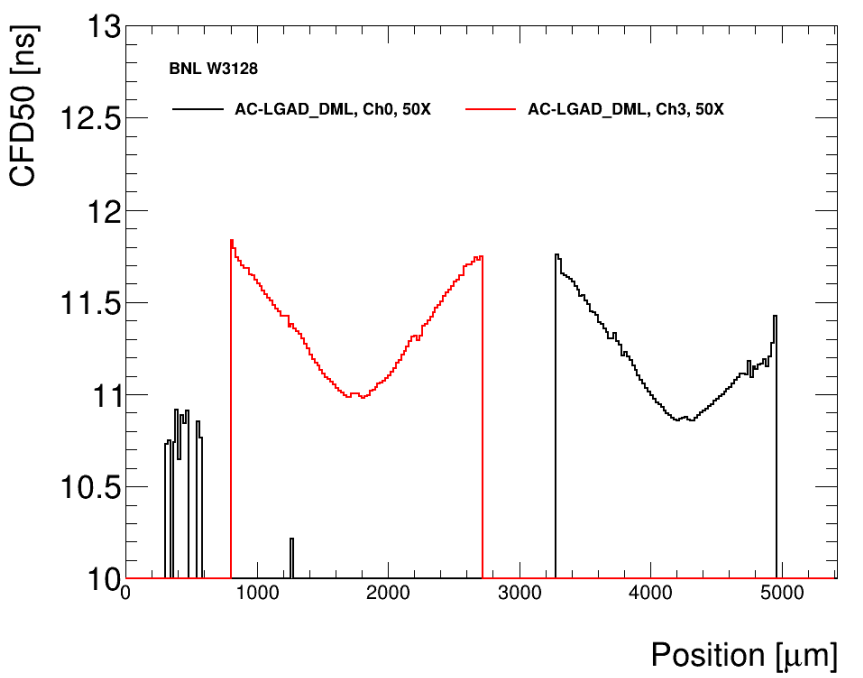 CFD50 [ns]
BNL W3128
AC-LGAD_DML, Ch0, 50X
AC-LGAD_DML, Ch3, 50X
13
12.5
12
11.5
11
10.5
10
0
1000
2000
3000
4000
5000
Position [μm]